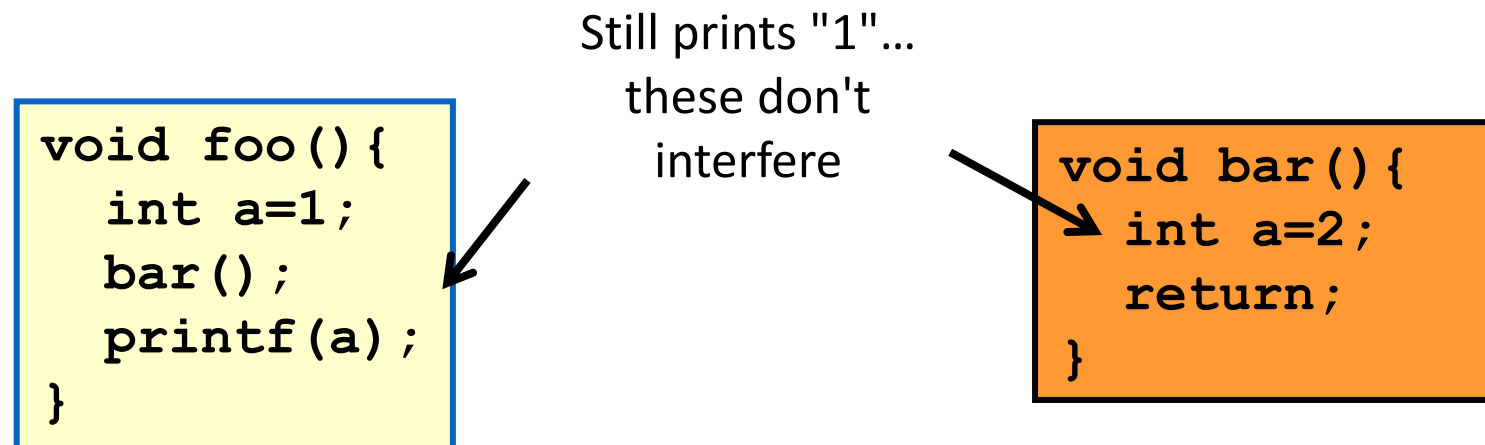 Still prints "1"…
these don't
interfere
void foo(){
  int a=1;
  bar();
  printf(a);
}
void bar(){
  int a=2;
  return;
}